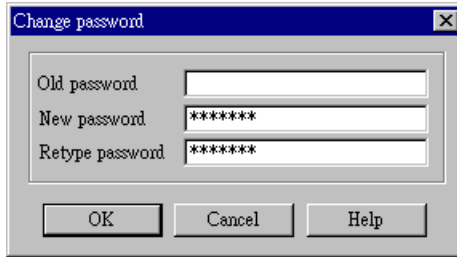 Change password
Old password
New password *******
Retype password *******
OK Cancel Help